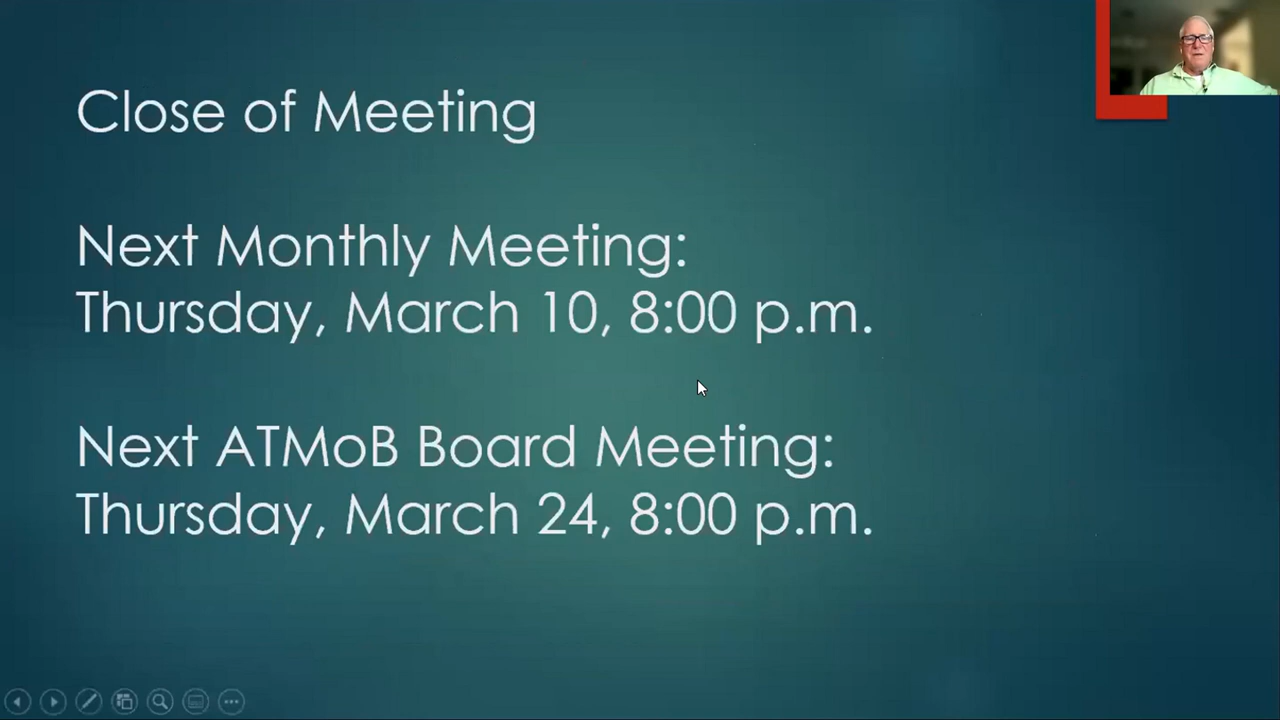 Close of Meeting
Next Monthly Meeting:
Thursday, March 10, 8:00 p.m.
Next ATMoB Board Meeting:
Thursday, March 24, 8:00 p.m.